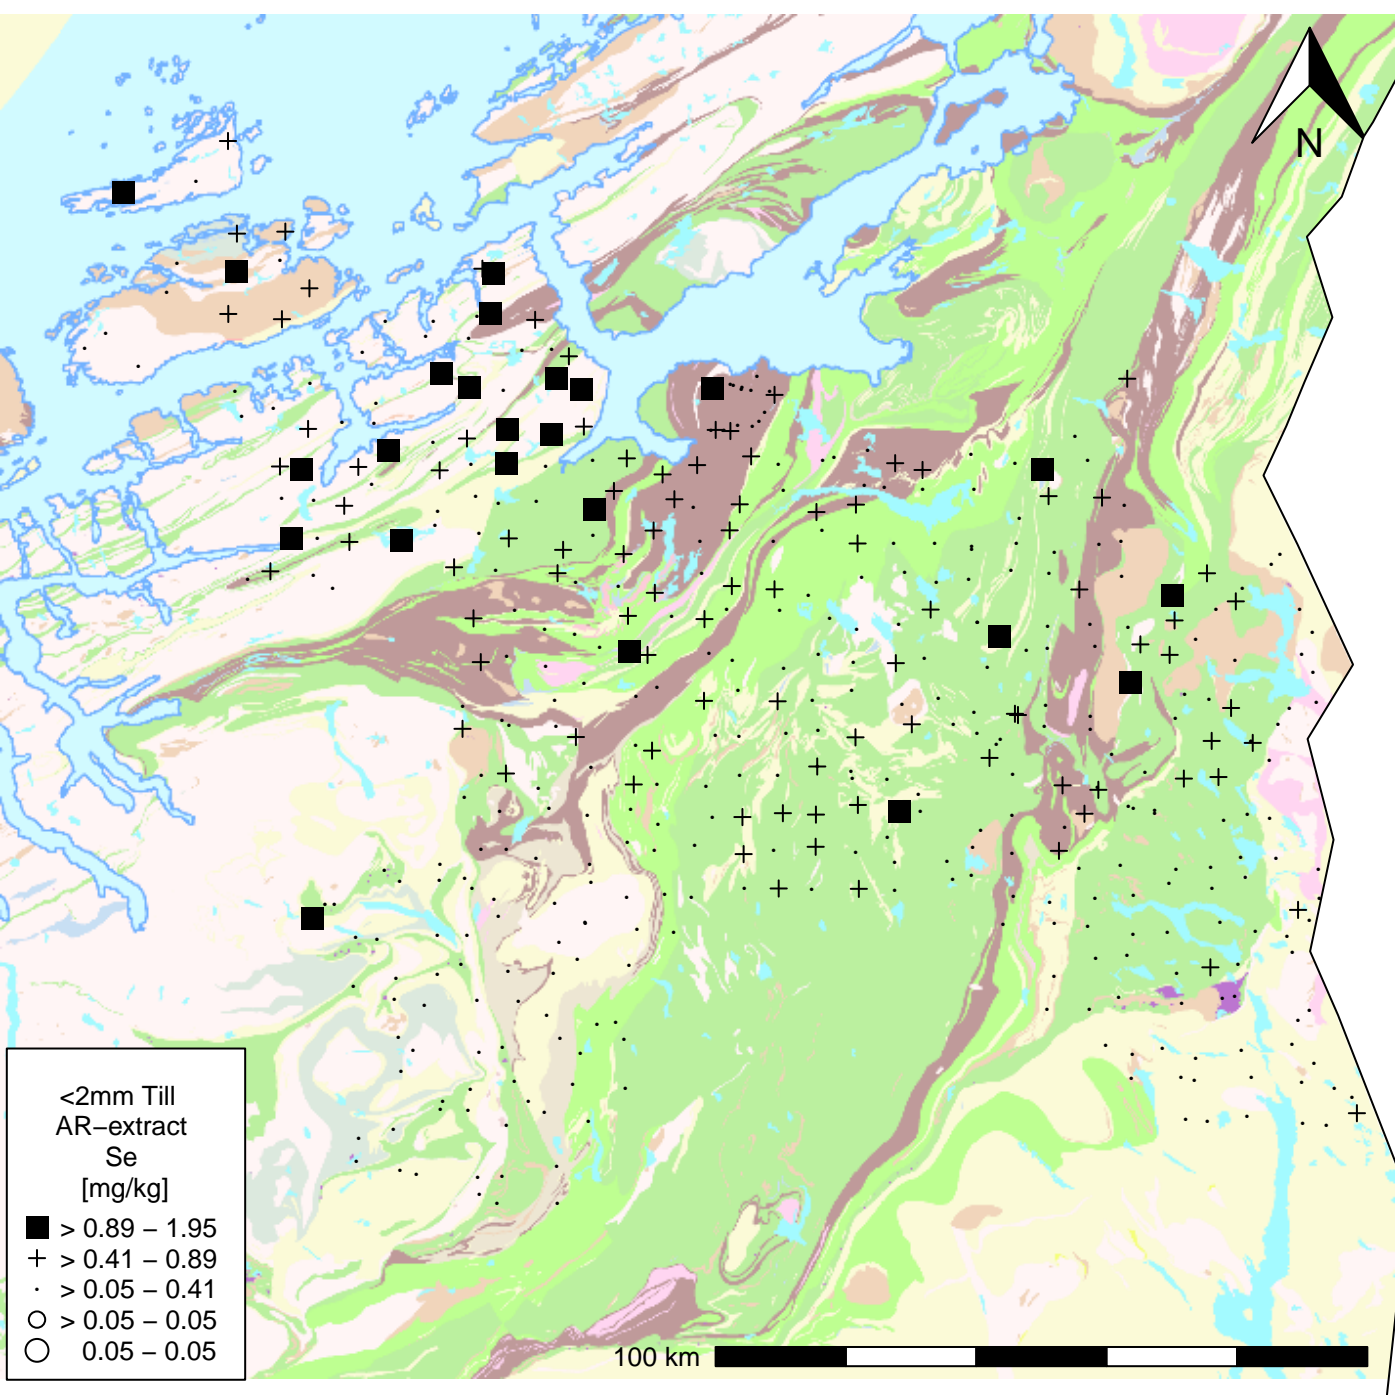 N
<2mm Till
AR−extract
Se
[mg/kg]
> 0.89 − 1.95
> 0.41 − 0.89
> 0.05 − 0.41
> 0.05 − 0.05
0.05 − 0.05
100 km